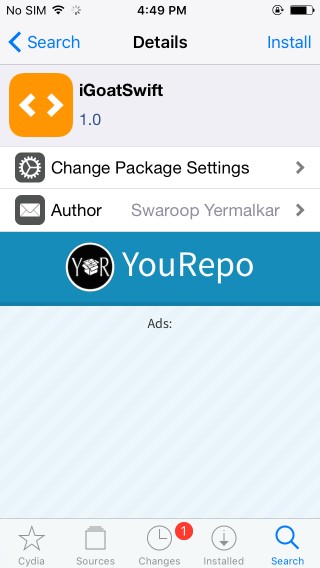 No SIM 4:49 PM
Search Details Install
iGoatSwift
1.0
Change Package Settings
Author Swaroop Yermalkar
YR YouRepo
Ads:
1
Cydia Sources Changes Installed Search